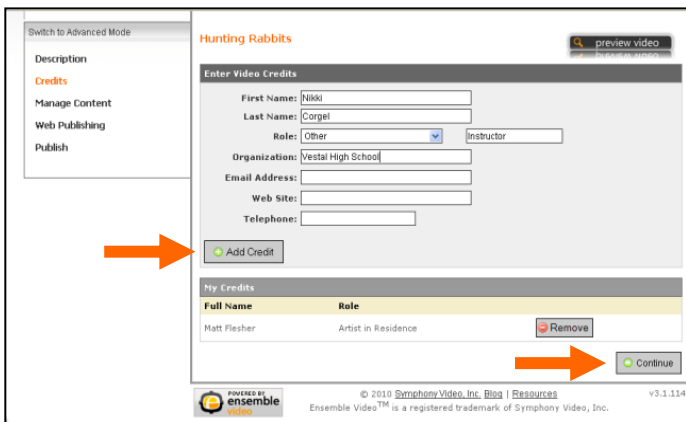 Switch to Advanced Mode
Description
Credits
Manage Content
Web Publishing
Publish
Hunting Rabbits
preview video
Enter Video Credits
First Name: Nikki
Last Name: Corgel
Role: Other Instructor
Organization: Vestal High School
Email Address:
Web Site:
Telephone:
Add Credit
My Credits
Full Name Role
Matt Flesher Artist in Residence Remove
Continue
POWERED BY
ensemble
video
© 2010 Symphony Video, Inc. Blog | Resources v3.1.114
Ensemble Video™ is a registered trademark of Symphony Video, Inc.